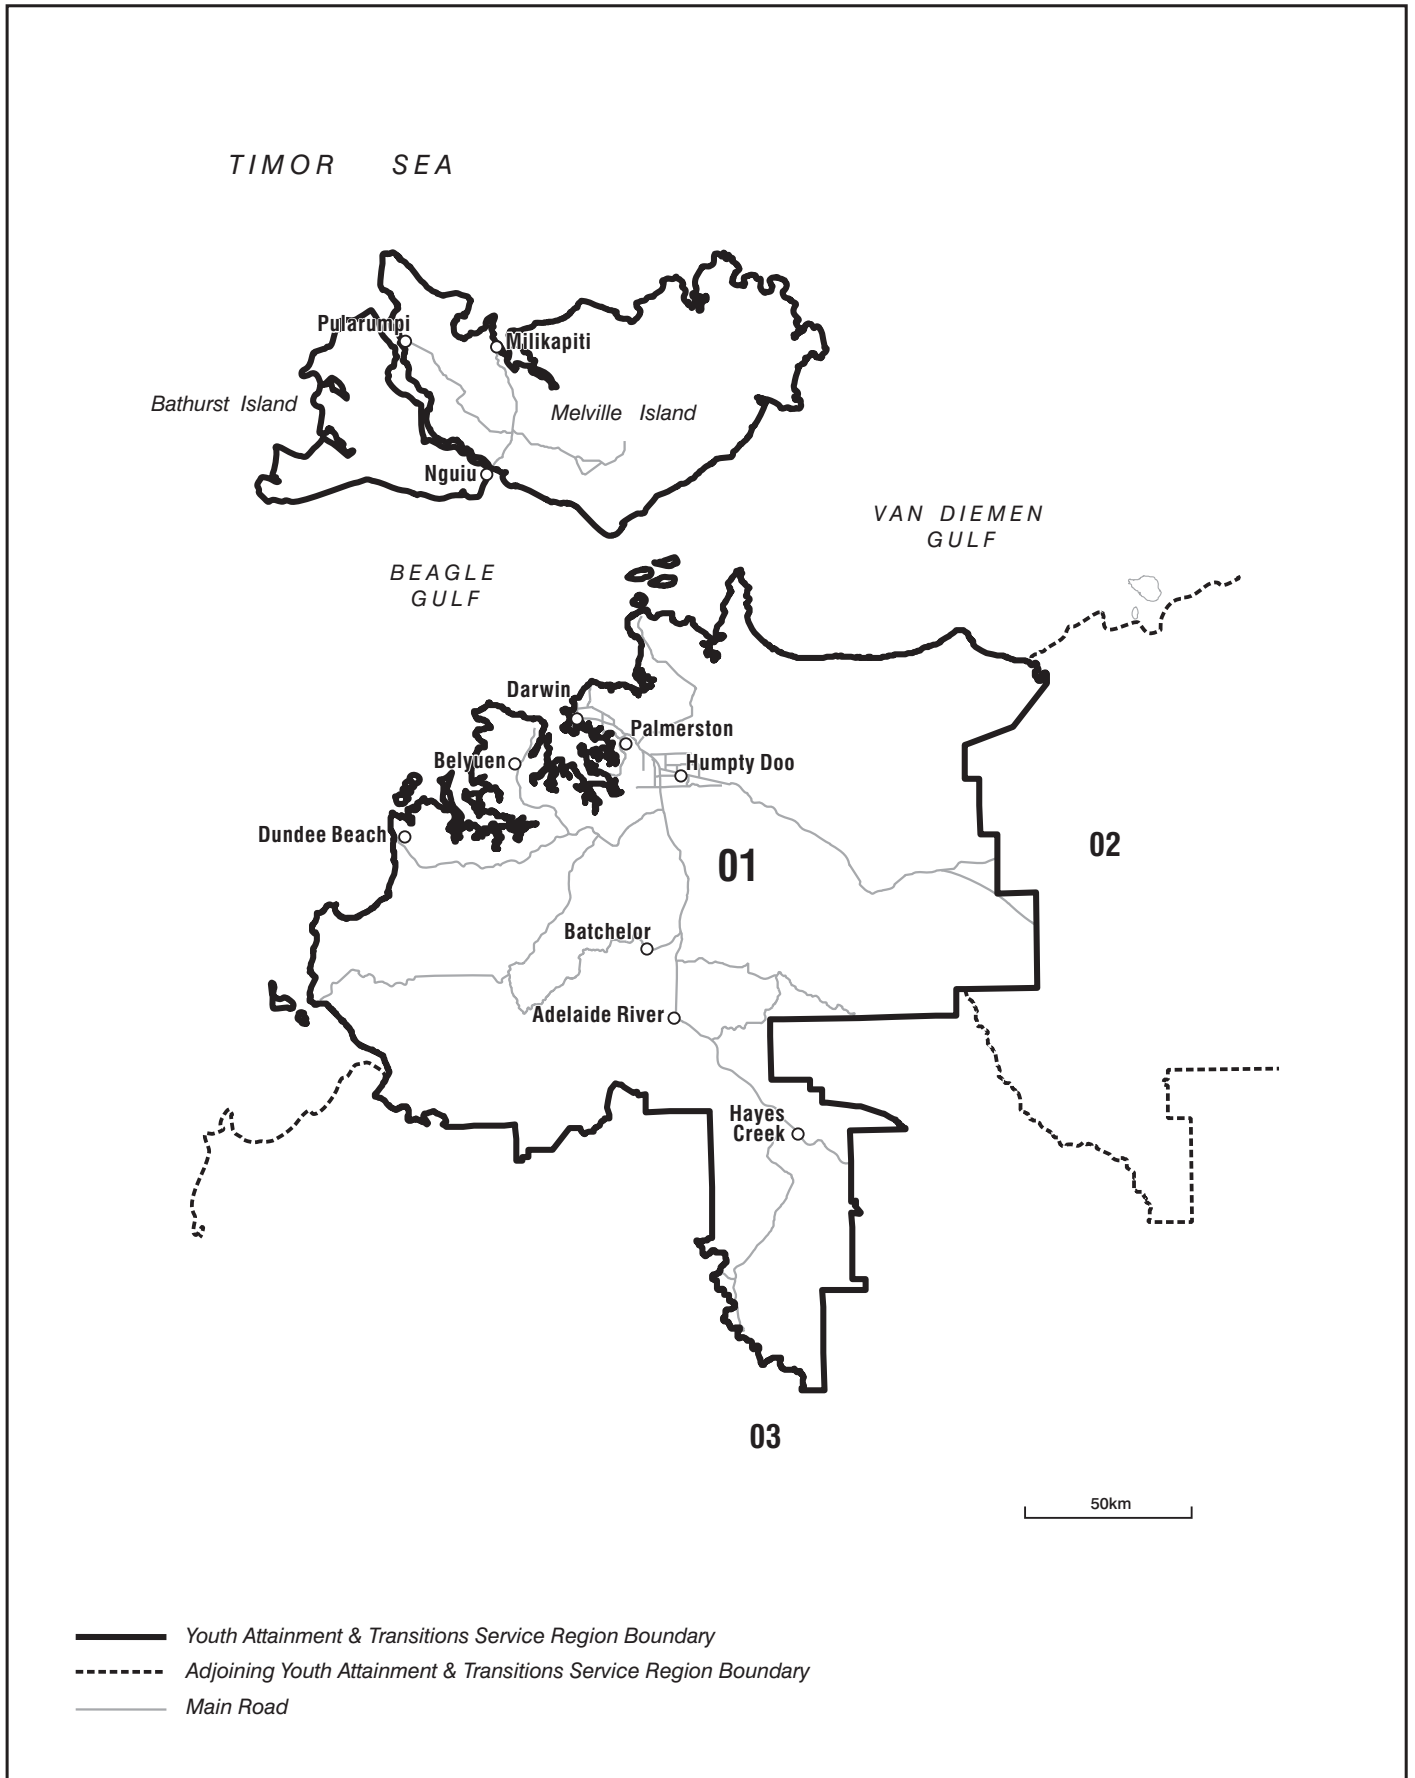 TIMOR SEA
Pularumpi
Milikapiti
Bathurst Island
Melville Island
Nguiu
VAN DIEMEN
GULF
BEAGLE
GULF
Darwin
Palmerston
Belyuen
Humpty Doo
Dundee Beach
01
02
Batchelor
Adelaide River
Hayes
Creek
03
50km
Youth Attainment & Transitions Service Region Boundary
Adjoining Youth Attainment & Transitions Service Region Boundary
Main Road